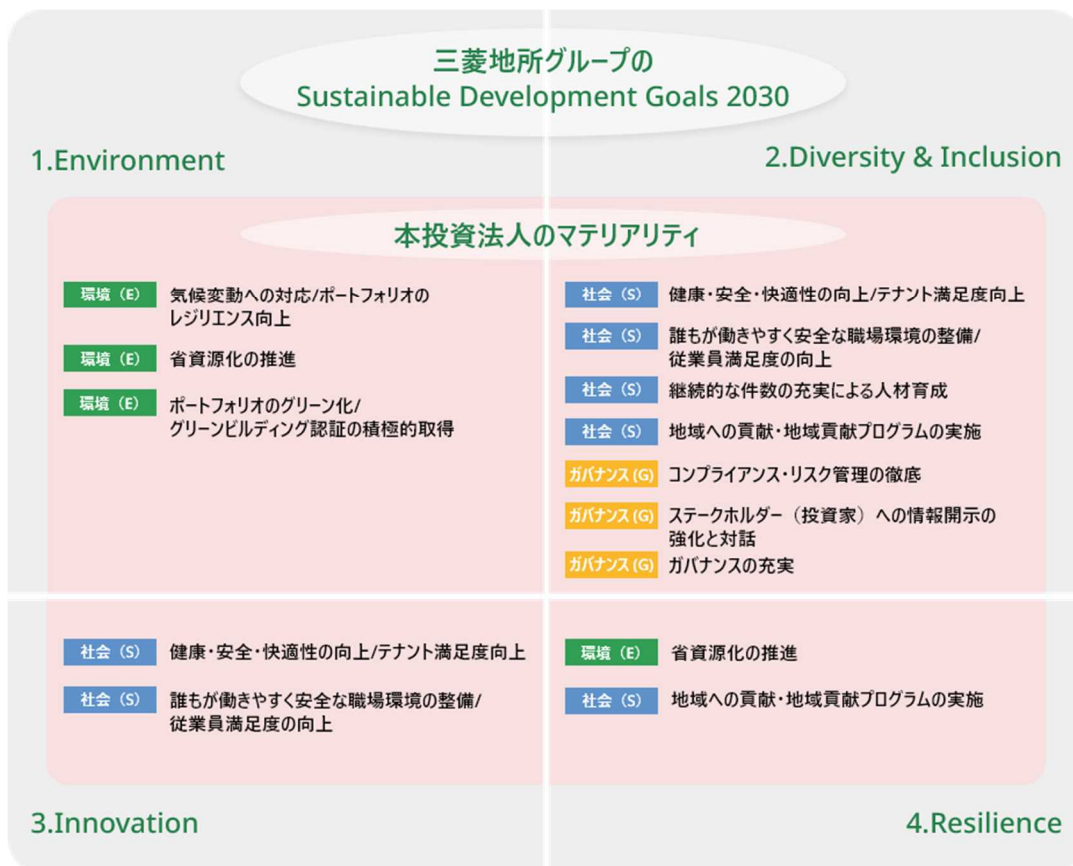 三菱地所グループの
Sustainable Development Goals 2030
1.Environment
2.Diversity & Inclusion
本投資法人のマテリアリティ
環境（E） 気候変動への対応/ポートフォリオの
レジリエンス向上
環境（E） 省資源化の推進
環境（E） ポートフォリオのグリーン化/
グリーンビルディング認証の積極的取得
社会（S） 健康・安全・快適性の向上/テナント満足度向上
社会（S） 誰もが働きやすく安全な職場環境の整備/
従業員満足度の向上
社会（S） 継続的な件数の充実による人材育成
社会（S） 地域への貢献・地域貢献プログラムの実施
ガバナンス(G) コンプライアンス・リスク管理の徹底
ガバナンス(G) ステークホルダー（投資家）への情報開示の
強化と対話
ガバナンス(G) ガバナンスの充実
社会（S） 健康・安全・快適性の向上/テナント満足度向上
社会（S） 誰もが働きやすく安全な職場環境の整備/
従業員満足度の向上
環境（E） 省資源化の推進
社会（S） 地域への貢献・地域貢献プログラムの実施
3.Innovation
4.Resilience